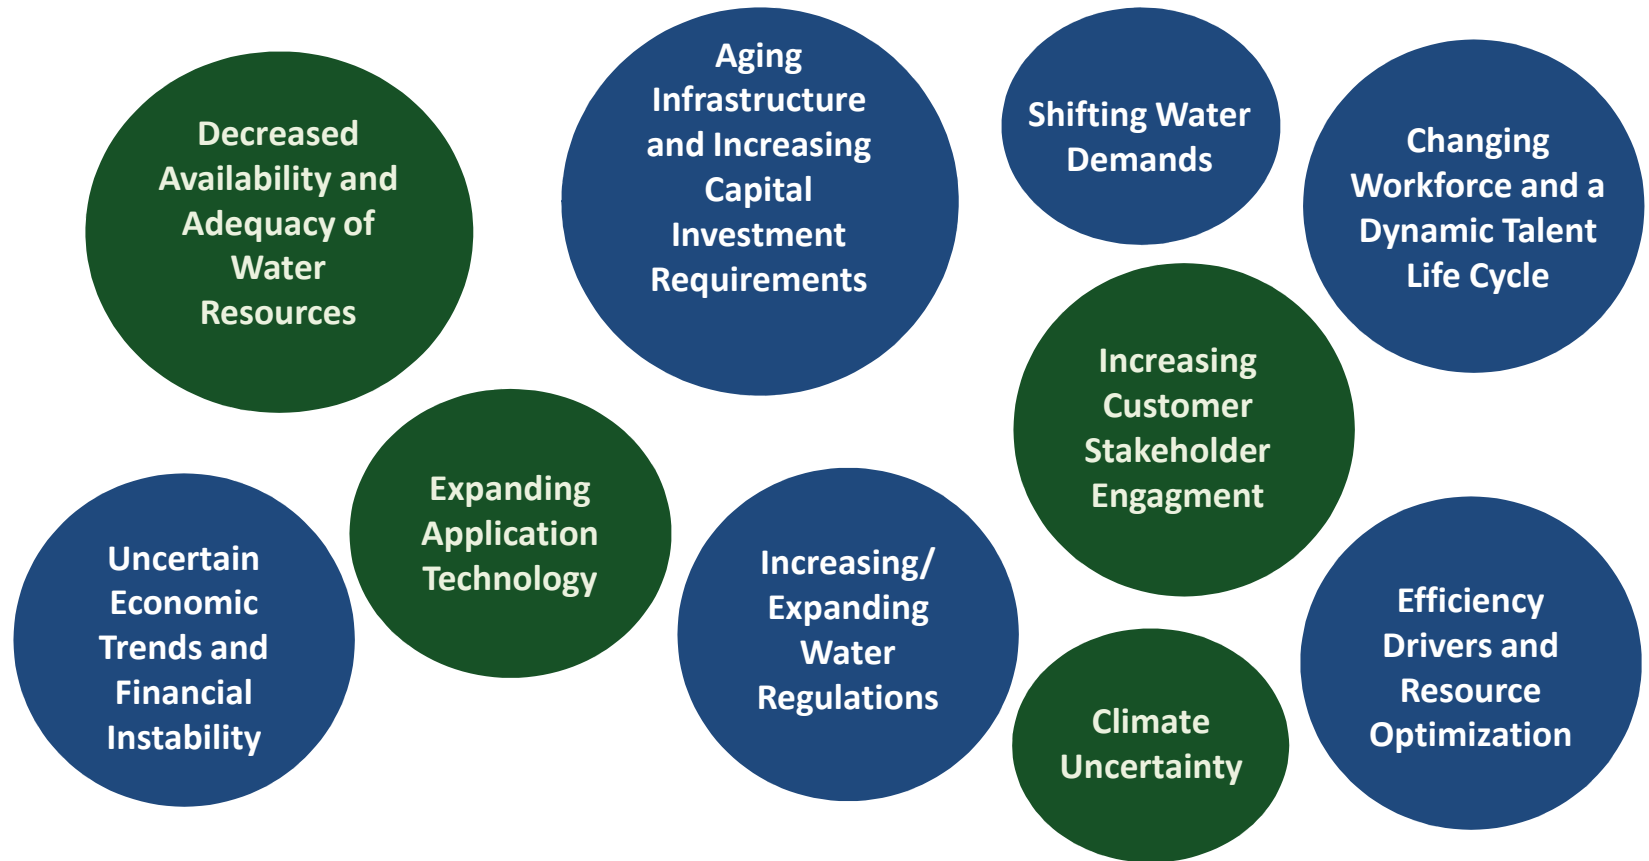 Decreased
Availability and
Adequacy of
Water
Resources
Aging
Infrastructure
and Increasing
Capital
Investment
Requirements
Shifting Water
Demands
Changing
Workforce and a
Dynamic Talent
Life Cycle
Increasing
Customer
Stakeholder
Engagment
Expanding
Application
Technology
Uncertain
Economic
Trends and
Financial
Instability
Increasing/
Expanding
Water
Regulations
Climate
Uncertainty
Efficiency
Drivers and
Resource
Optimization